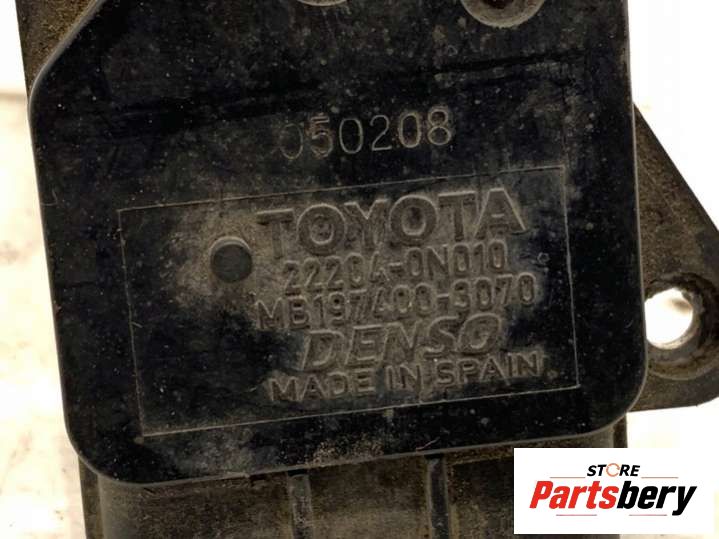 050208
TOYOTA
22204-0N010
MB197400-3070
DENSO
MADE IN SPAIN
STORE
Partsbery